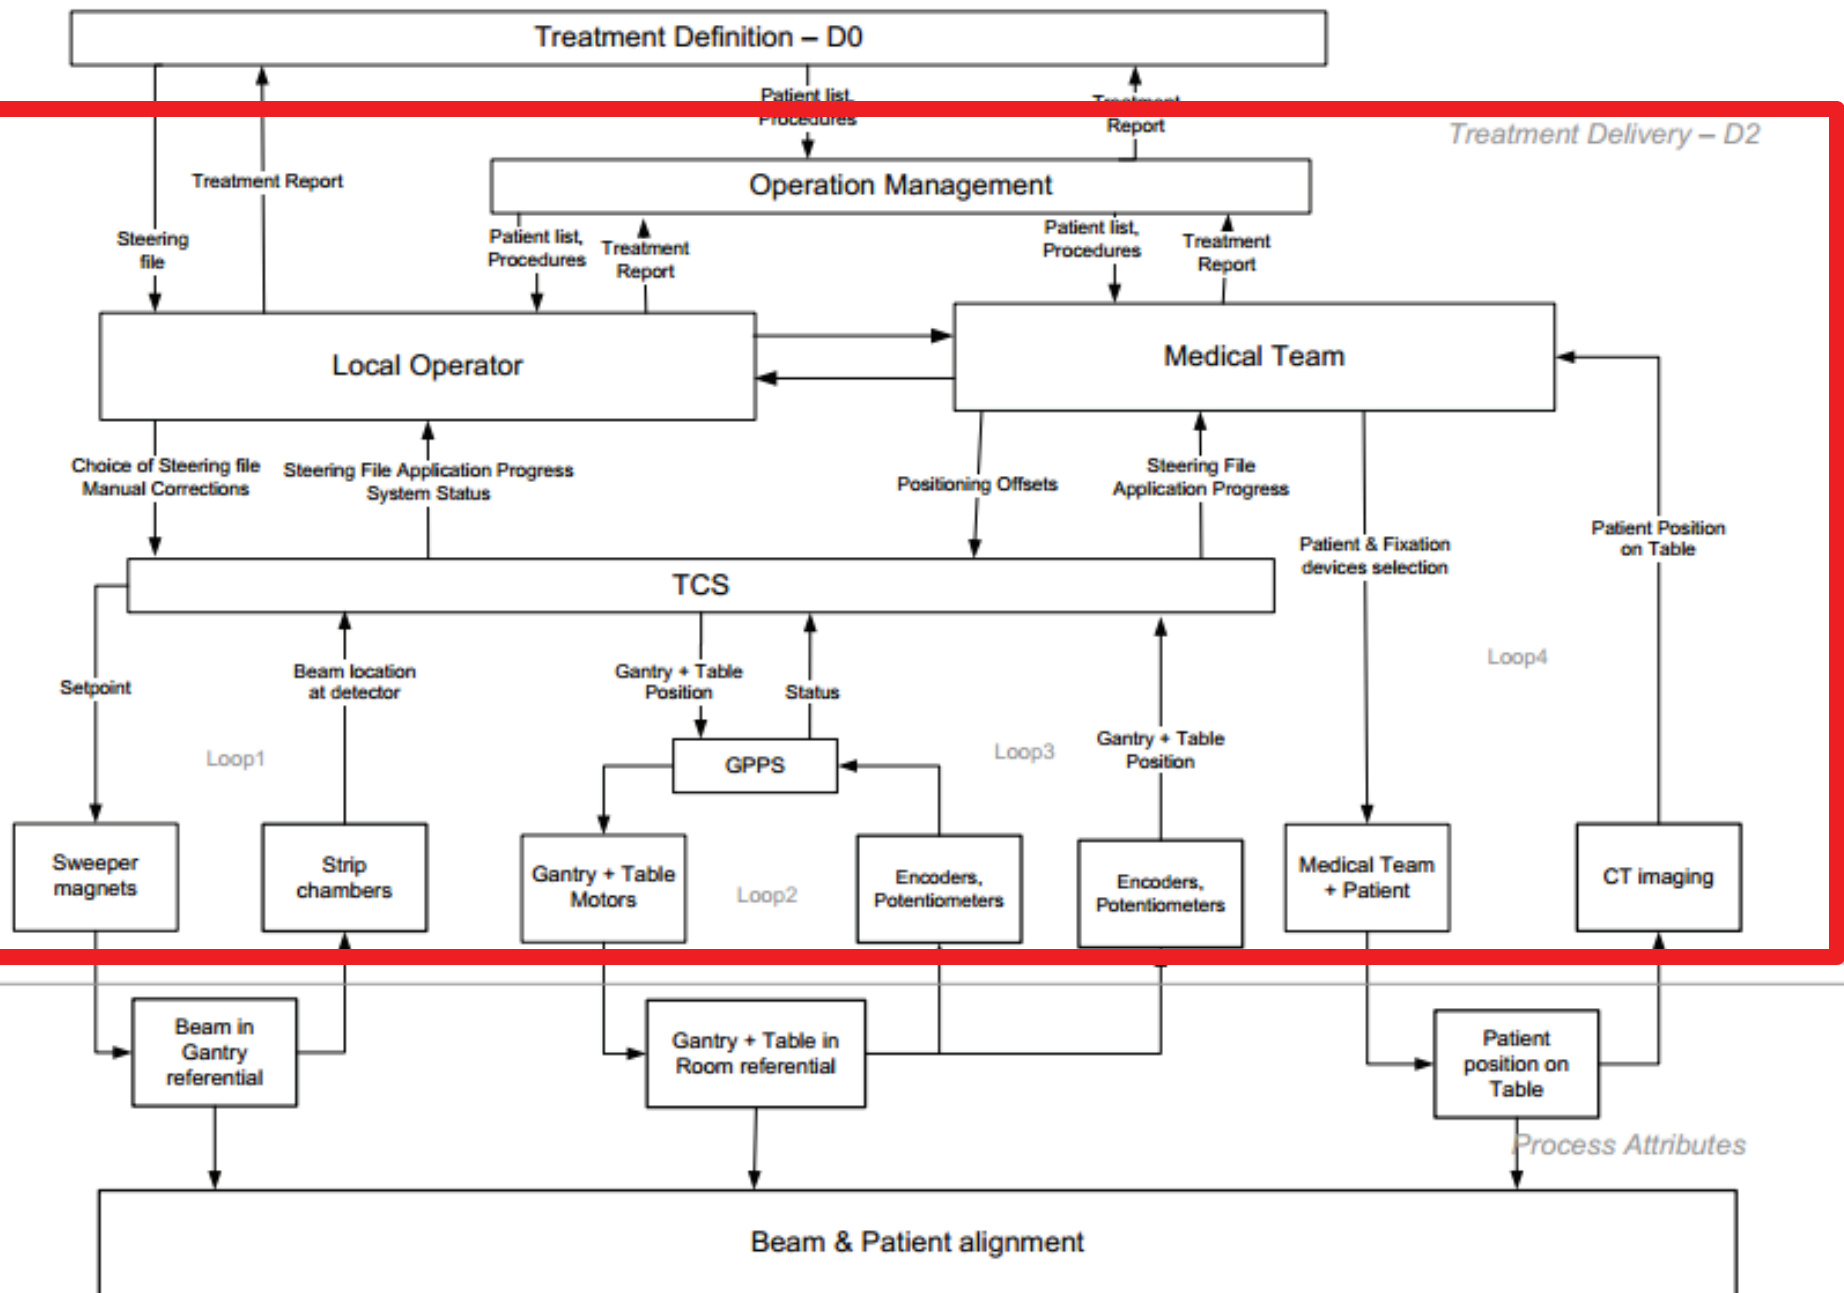 Treatment Definition – D0
Patient list,
Procedures
Treatment
Report
Treatment Delivery – D2
Treatment Report
Operation Management
Steering
file
Patient list,
Procedures
Treatment
Report
Patient list,
Procedures
Treatment
Report
Local Operator
Medical Team
Choice of Steering file
Manual Corrections
Steering File Application Progress
System Status
Positioning Offsets
Steering File
Application Progress
Patient & Fixation
devices selection
Patient Position
on Table
TCS
Setpoint
Beam location
at detector
Gantry + Table
Position
Status
Gantry + Table
Position
Loop4
Loop1
GPPS
Loop3
Sweeper
magnets
Strip
chambers
Gantry + Table
Motors
Loop2
Encoders,
Potentiometers
Encoders,
Potentiometers
Medical Team
+ Patient
CT imaging
Beam in
Gantry
referential
Gantry + Table in
Room referential
Patient
position on
Table
Process Attributes
Beam & Patient alignment